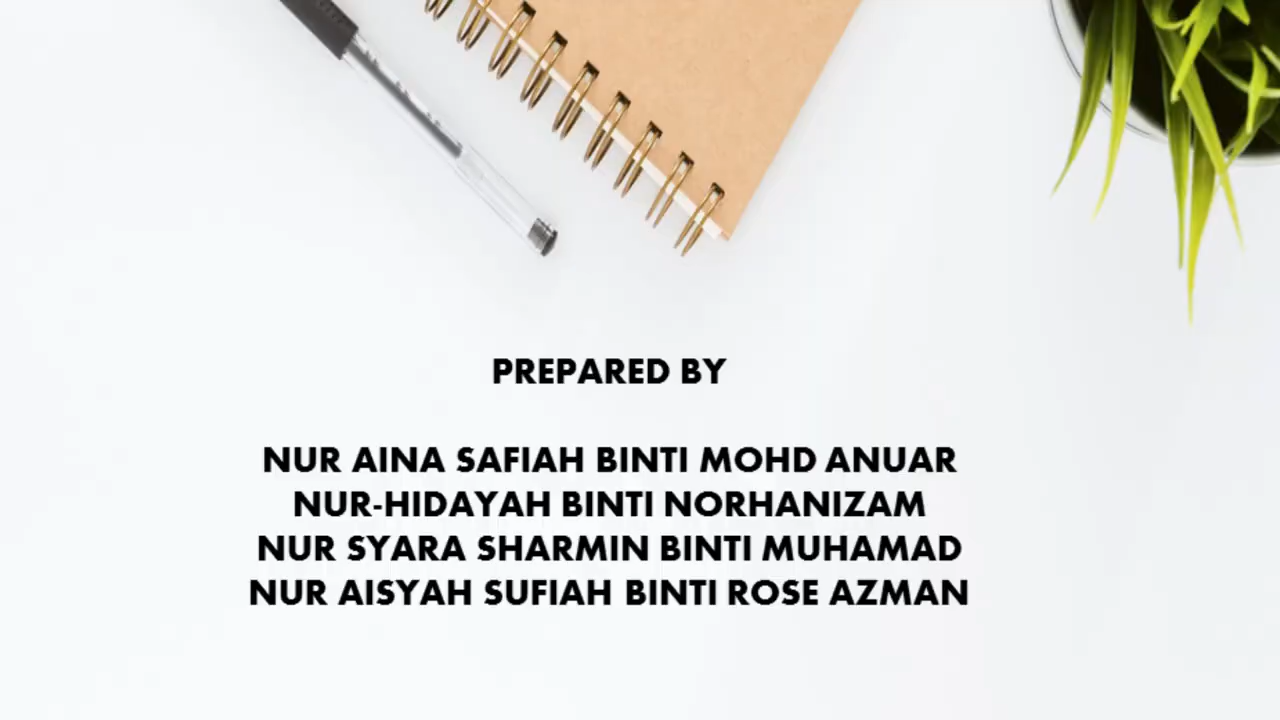 PREPARED BY
NUR AINA SAFIAH BINTI MOHD ANUAR
NUR-HIDAYAH BINTI NORHANIZAM
NUR SYARA SHARMIN BINTI MUHAMAD
NUR AISYAH SUFIAH BINTI ROSE AZMAN